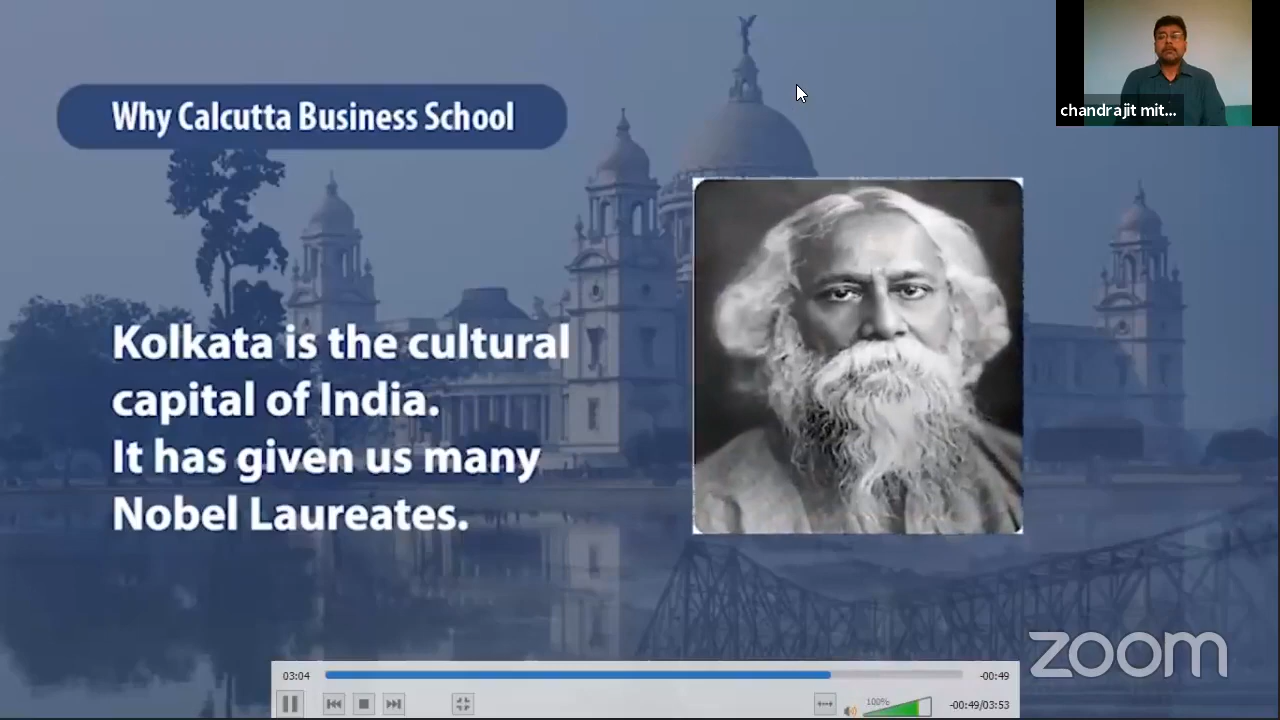 Why Calcutta Business School
chandrajit mit...
Kolkata is the cultural
capital of India.
It has given us many
Nobel Laureates.
zoom
03:04
-00:49
100%
-00:49/03:53